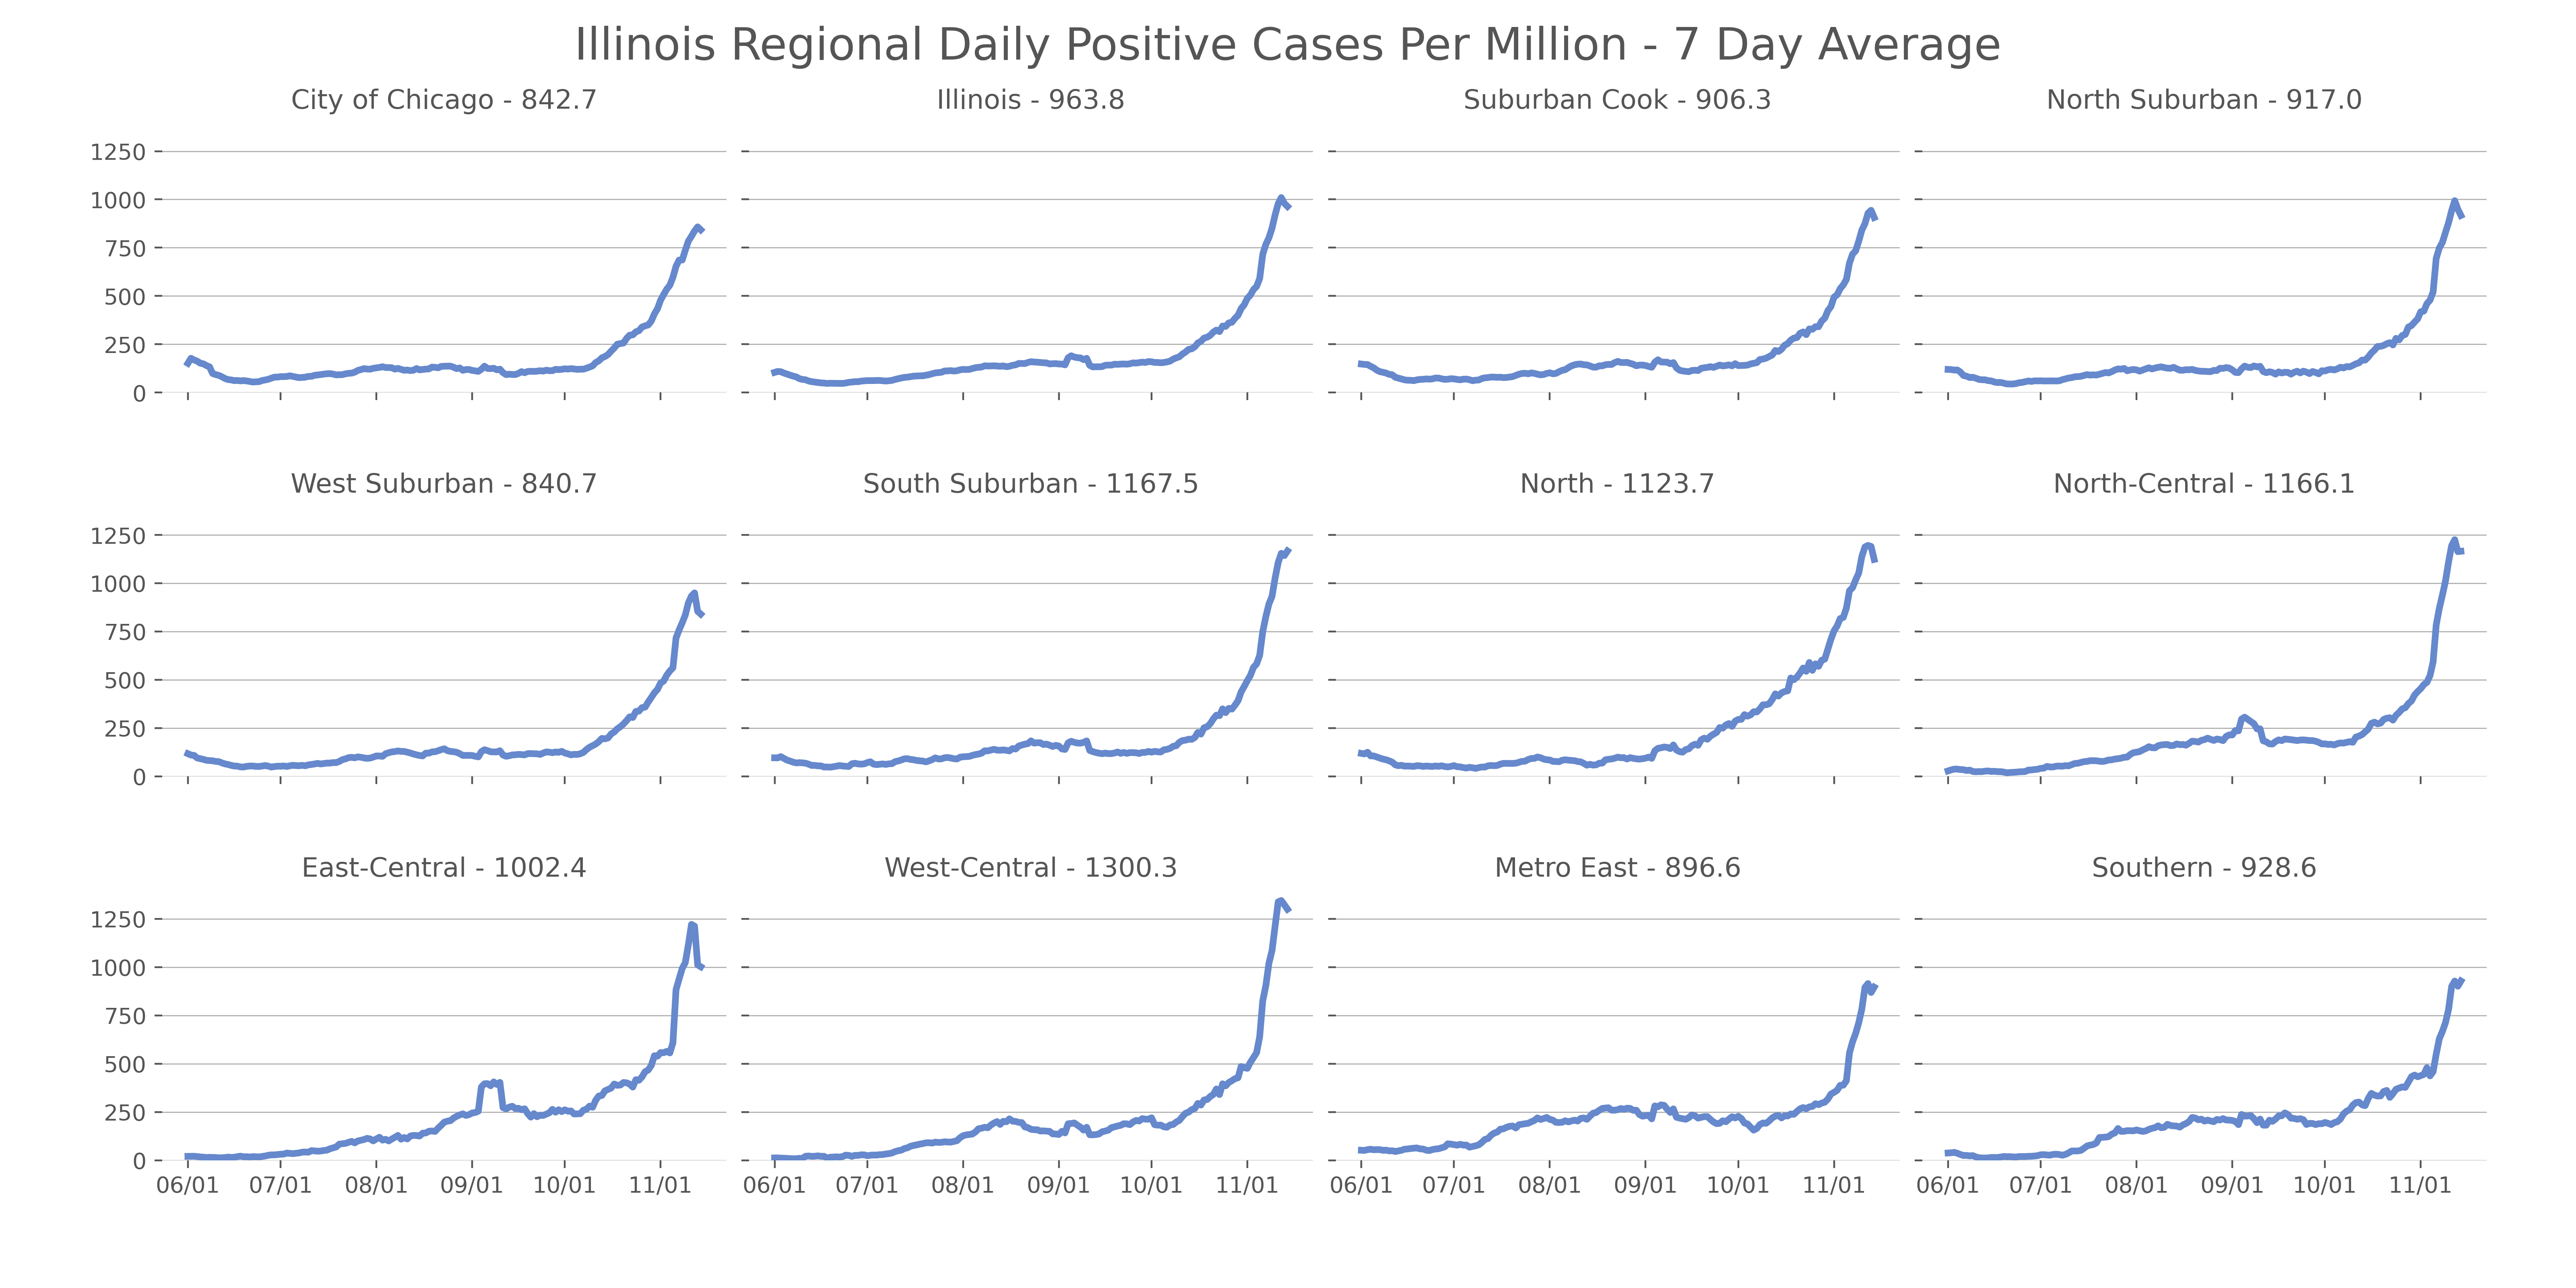 Illinois Regional Daily Positive Cases Per Million - 7 Day Average
City of Chicago - 842.7
Illinois - 963.8
Suburban Cook - 906.3
North Suburban - 917.0
1250
1000
750
500
250
0
West Suburban - 840.7
South Suburban - 1167.5
North - 1123.7
North-Central - 1166.1
1250
1000
750
500
250
0
East-Central - 1002.4
West-Central - 1300.3
Metro East - 896.6
Southern - 928.6
1250
1000
750
500
250
0
06/01 07/01 08/01 09/01 10/01 11/01
06/01 07/01 08/01 09/01 10/01 11/01
06/01 07/01 08/01 09/01 10/01 11/01
06/01 07/01 08/01 09/01 10/01 11/01